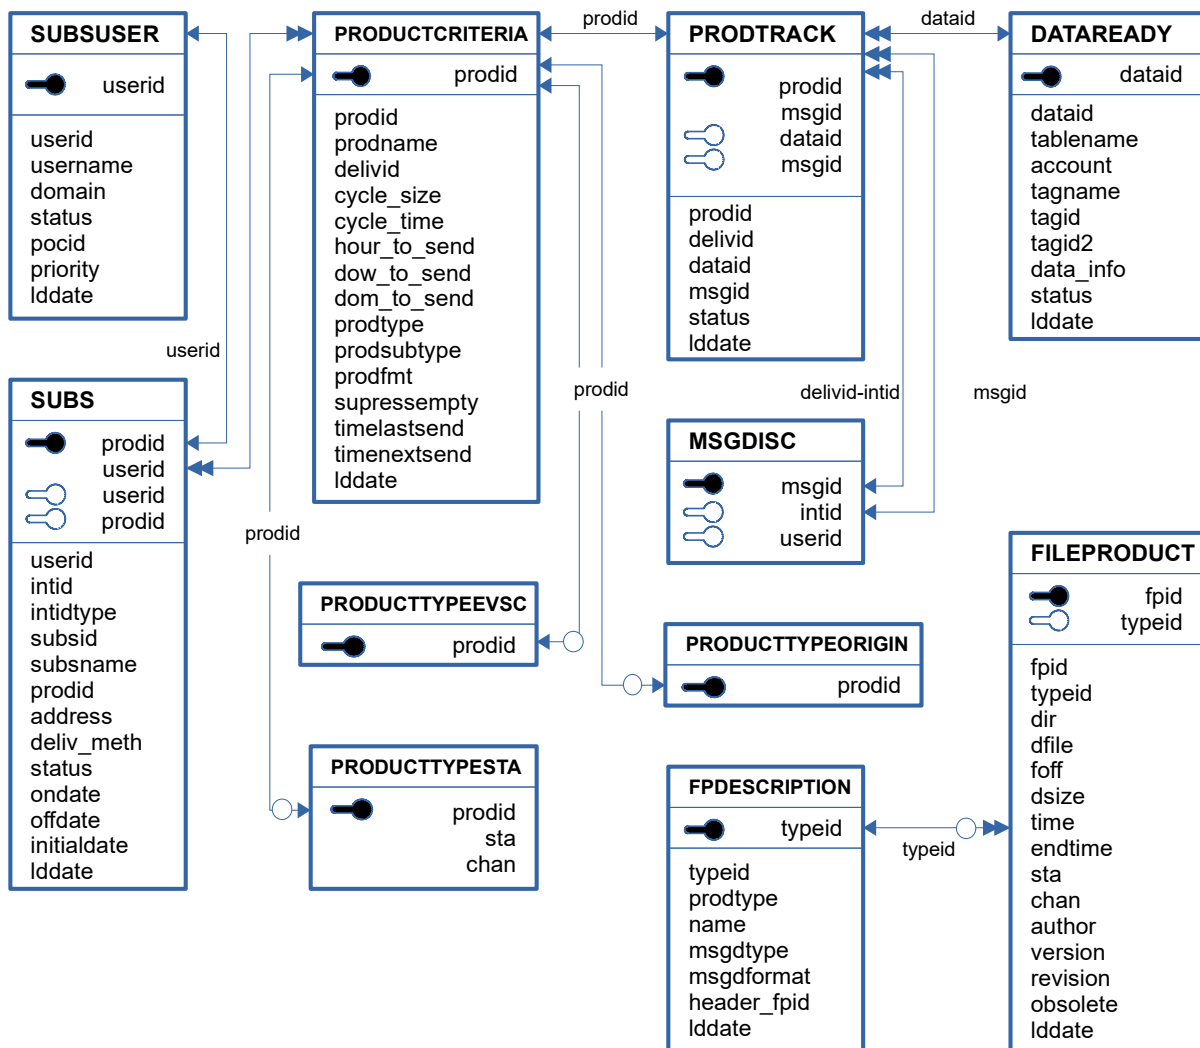 SUBSUSER
userid
userid
username
domain
status
pocid
priority
lddate
userid
SUBS
prodid
userid
userid
prodid
userid
intid
intidtype
subsid
subsname
prodid
address
deliv_meth
status
ondate
offdate
initialdate
lddate
PRODUCTCRITERIA
prodid
prodid
prodname
delivid
cycle_size
cycle_time
hour_to_send
dow_to_send
dom_to_send
prodtype
prodsubtype
prodfmt
supressempty
timelastsend
timenextsend
lddate
prodid
prodid
prodid
PRODUCTTYPEEVSC
prodid
PRODUCTTYPESTA
prodid
sta
chan
PRODTRACK
prodid
msgid
dataid
msgid
prodid
delivid
dataid
msgid
status
lddate
dataid
delivid-intid
msgid
MSGDISC
msgid
intid
userid
PRODUCTTYPEORIGIN
prodid
FPDESCRIPTION
typeid
typeid
prodtype
name
msgdtype
msgdformat
header_fpid
lddate
typeid
DATAREADY
dataid
dataid
tablename
account
tagname
tagid
tagid2
data_info
status
lddate
FILEPRODUCT
fpid
typeid
fpid
typeid
dir
dfile
foff
dsize
time
endtime
sta
chan
author
version
revision
obsolete
lddate